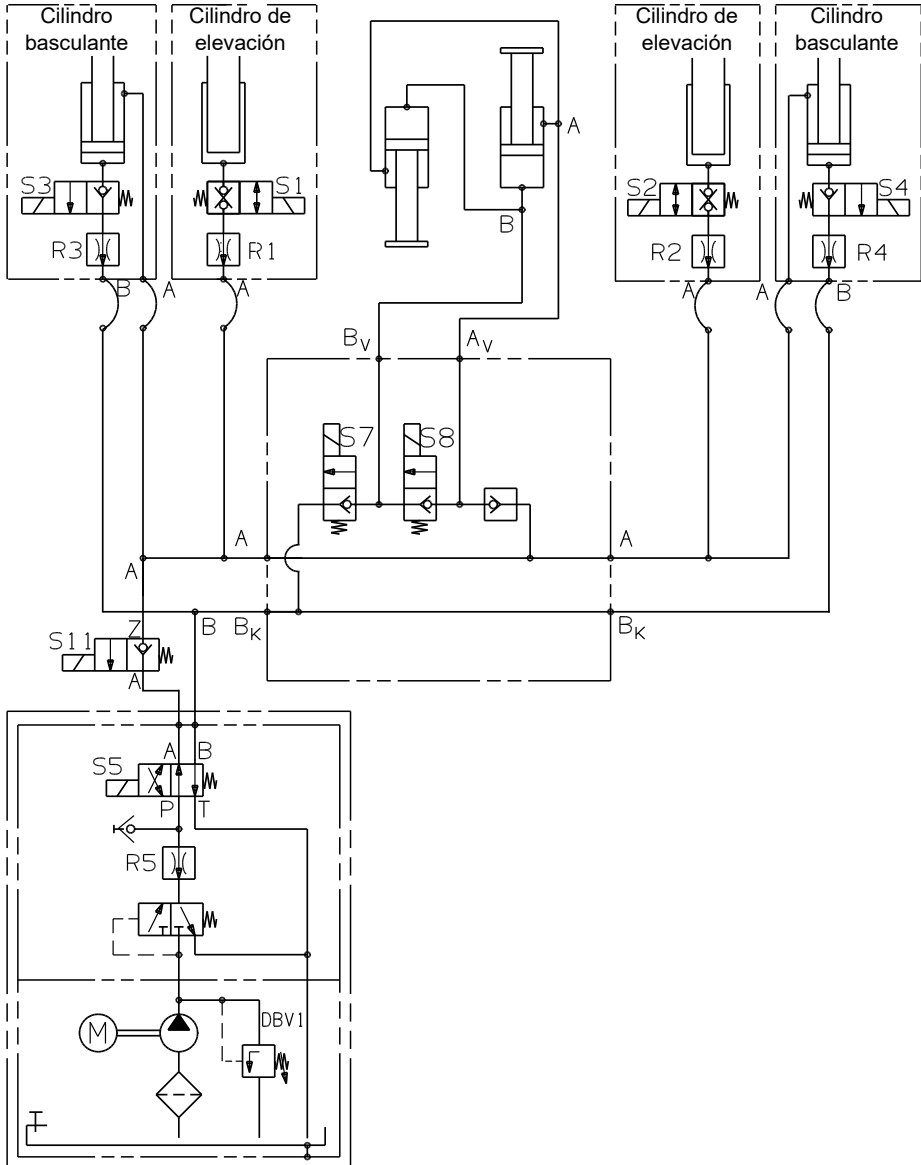 Cilindro
basculante
Cilindro de
elevación
Cilindro de
elevación
Cilindro
basculante
A
S3
S1
S2
S4
B
R3
R1
R2
R4
B
A
A
A
A
B
BV
AV
S7
S8
A
A
A
B
BK
BK
Z
S11
A
A
B
S5
P
T
R5
DBV1
M